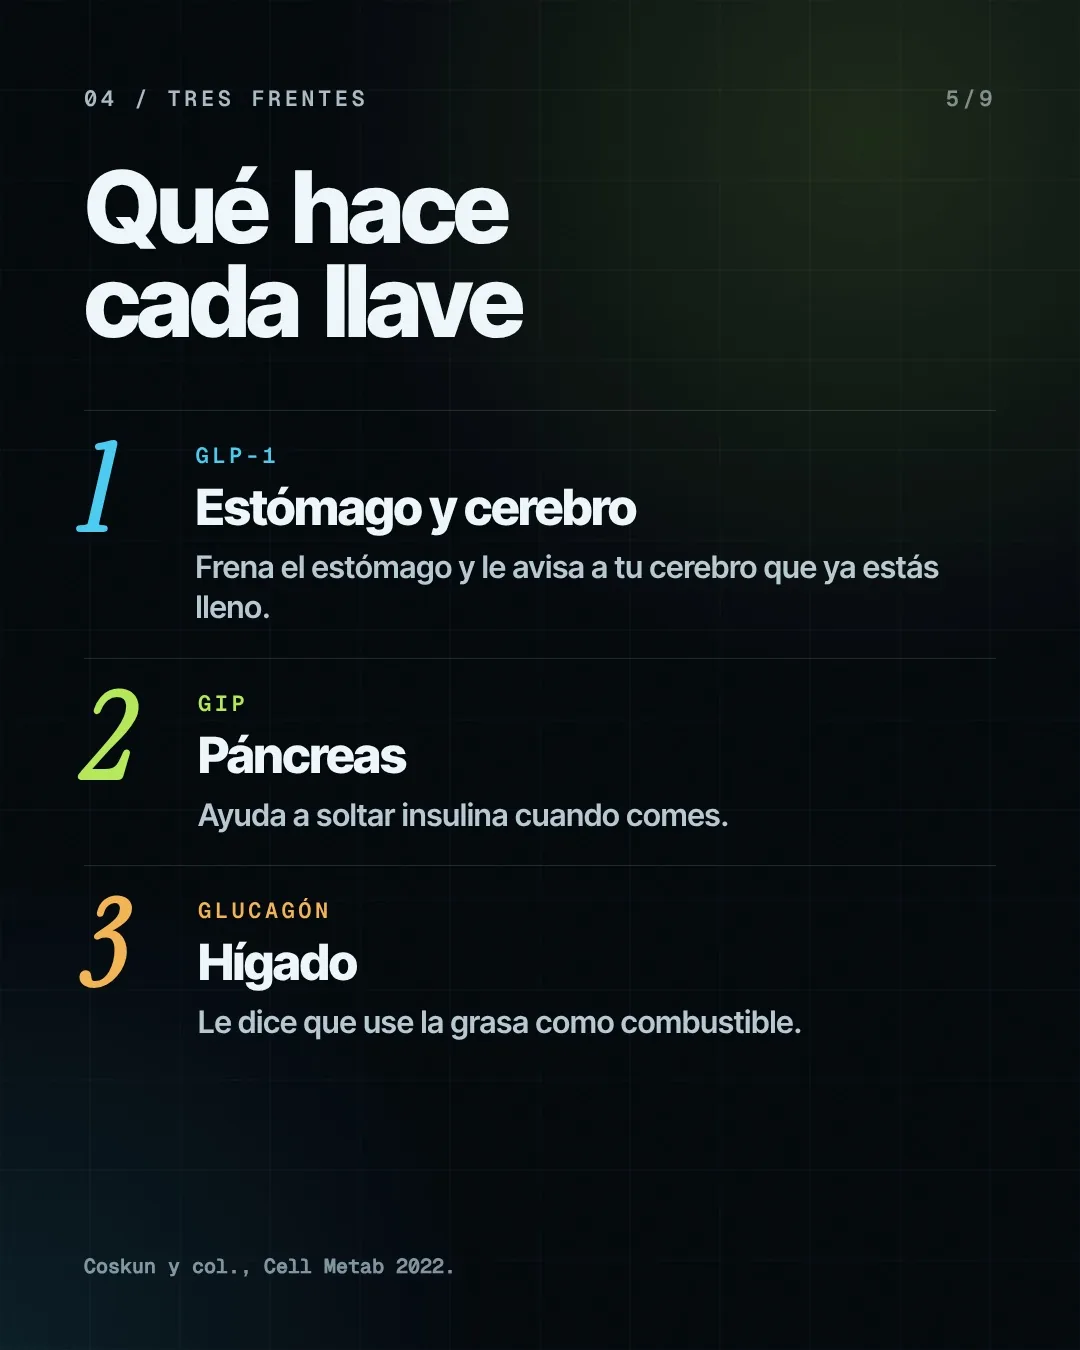 04 / TRES FRENTES
5/9
Qué hace
cada llave
1
GLP-1
Estómago y cerebro
Frena el estómago y le avisa a tu cerebro que ya estás
lleno.
2
GIP
Páncreas
Ayuda a soltar insulina cuando comes.
3
GLUCAGÓN
Hígado
Le dice que use la grasa como combustible.
Coskun y col., Cell Metab 2022.